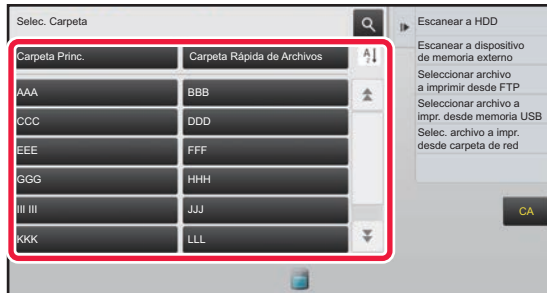 Selec. Carpeta
Carpeta Princ.
Carpeta Rápida de Archivos
AAA
BBB
CCC
DDD
EEE
FFF
GGG
HHH
III III
JJJ
KKK
LLL
Escanear a HDD
Escanear a dispositivo
de memoria externo
Seleccionar archivo
a imprimir desde FTP
Seleccionar archivo a
impr. desde memoria USB
Selec. archivo a impr.
desde carpeta de red
CA